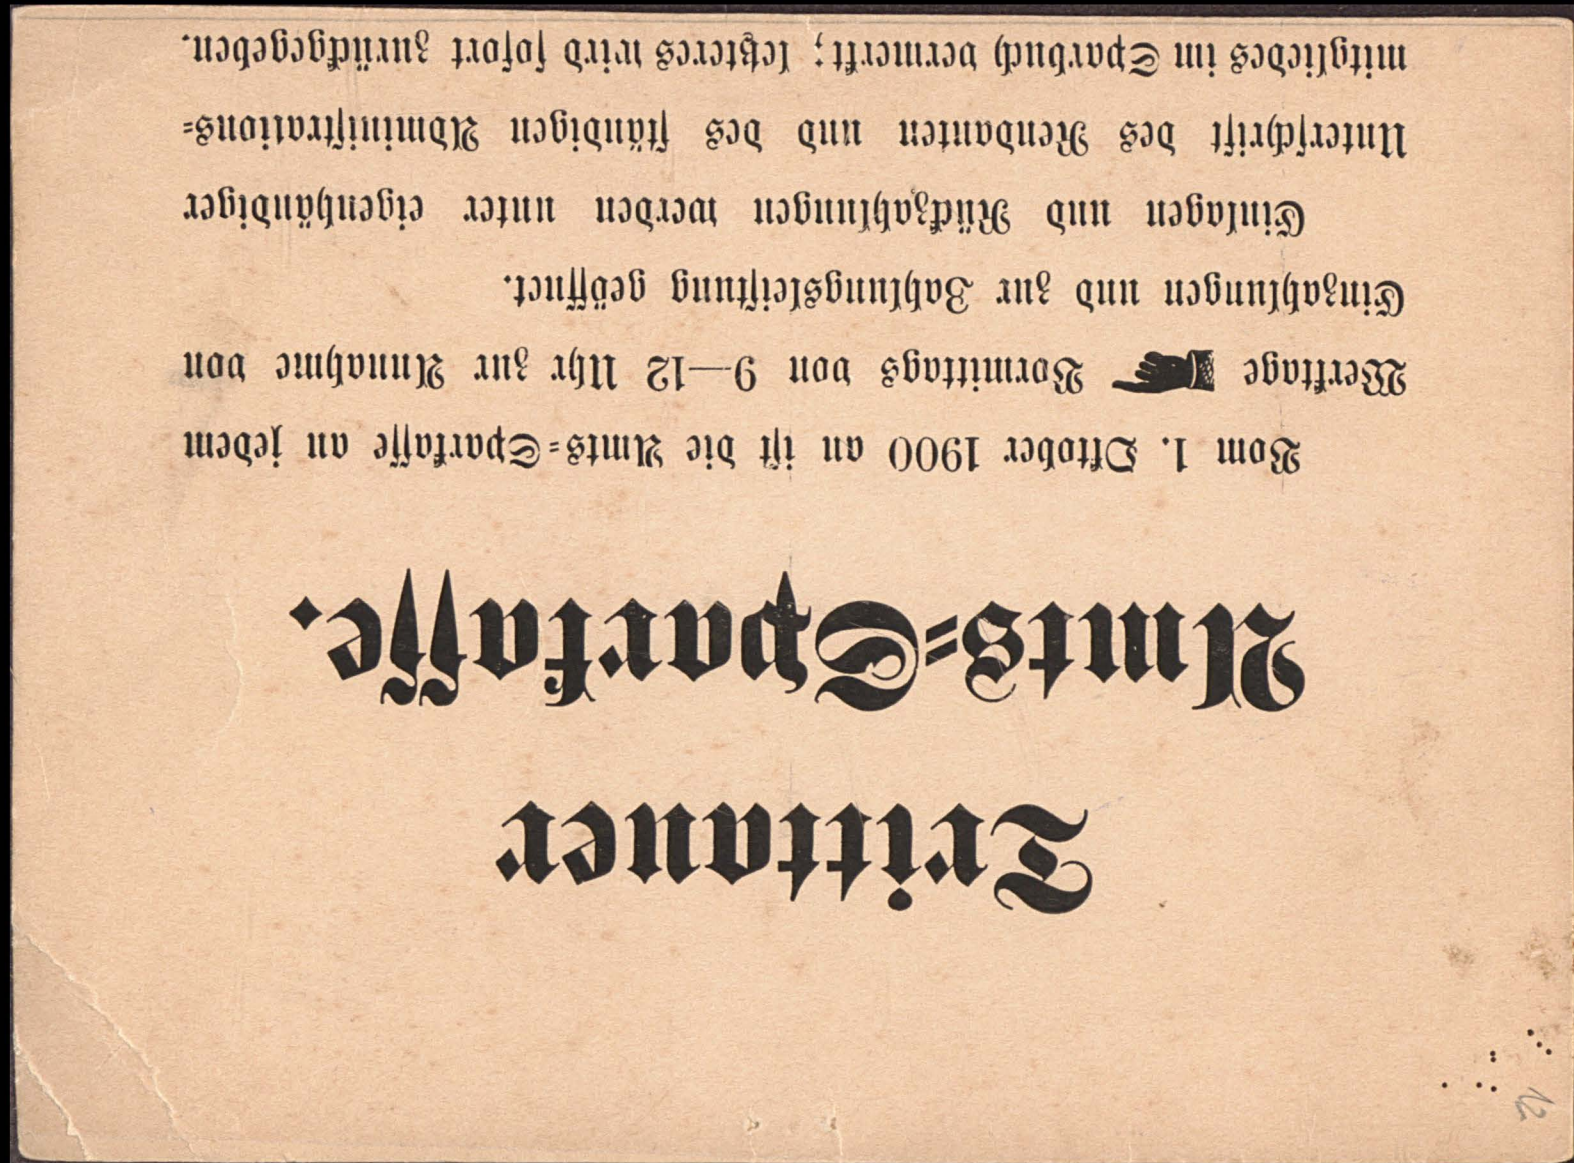 Trittauer
Amts=Sparkasse.
Vom 1. Oktober 1900 an ist die Amts=Sparkasse an jedem
Werktage Vormittags von 9—12 Uhr zur Annahme von
Einzahlungen und zur Zahlungsleistung geöffnet.
Einlagen und Rückzahlungen werden unter eigenhändiger
Unterschrift des Rendanten und des ständigen Administrations=
mitgliedes im Sparbuch vermerkt; letzteres wird sofort zurückgegeben.
12